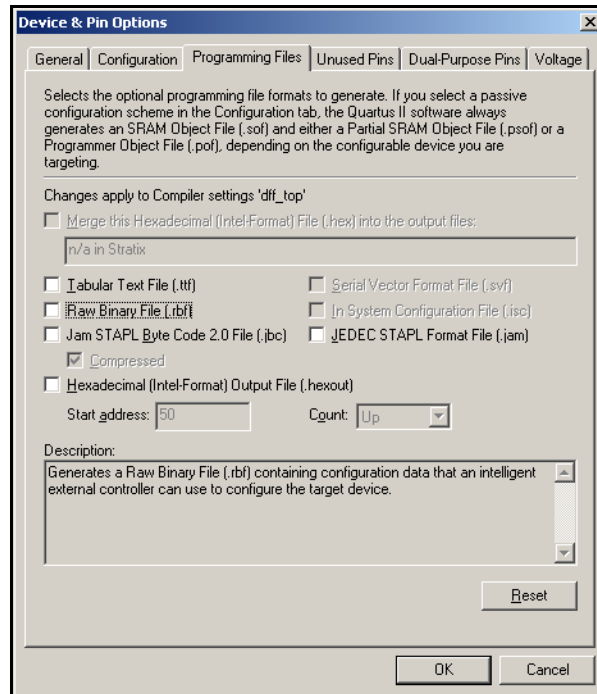 Device & Pin Options
General Configuration Programming Files Unused Pins Dual-Purpose Pins Voltage
Selects the optional programming file formats to generate. If you select a passive
configuration scheme in the Configuration tab, the Quartus II software always
generates an SRAM Object File (.sof) and either a Partial SRAM Object File (.psof) or a
Programmer Object File (.pof), depending on the configurable device you are
targeting.
Changes apply to Compiler settings 'dff_top'
Merge this Hexadecimal (Intel-Format) File (.hex) into the output files:
n/a in Stratix
Tabular Text File (.ttf) Serial Vector Format File (.svf)
Raw Binary File (.rbf) In System Configuration File (.isc)
Jam STAPL Byte Code 2.0 File (.jbc) JEDEC STAPL Format File (.jam)
Compressed
Hexadecimal (Intel-Format) Output File (.hexout)
Start address: 50 Count: Up
Description:
Generates a Raw Binary File (.rbf) containing configuration data that an intelligent
external controller can use to configure the target device.
Reset
OK Cancel